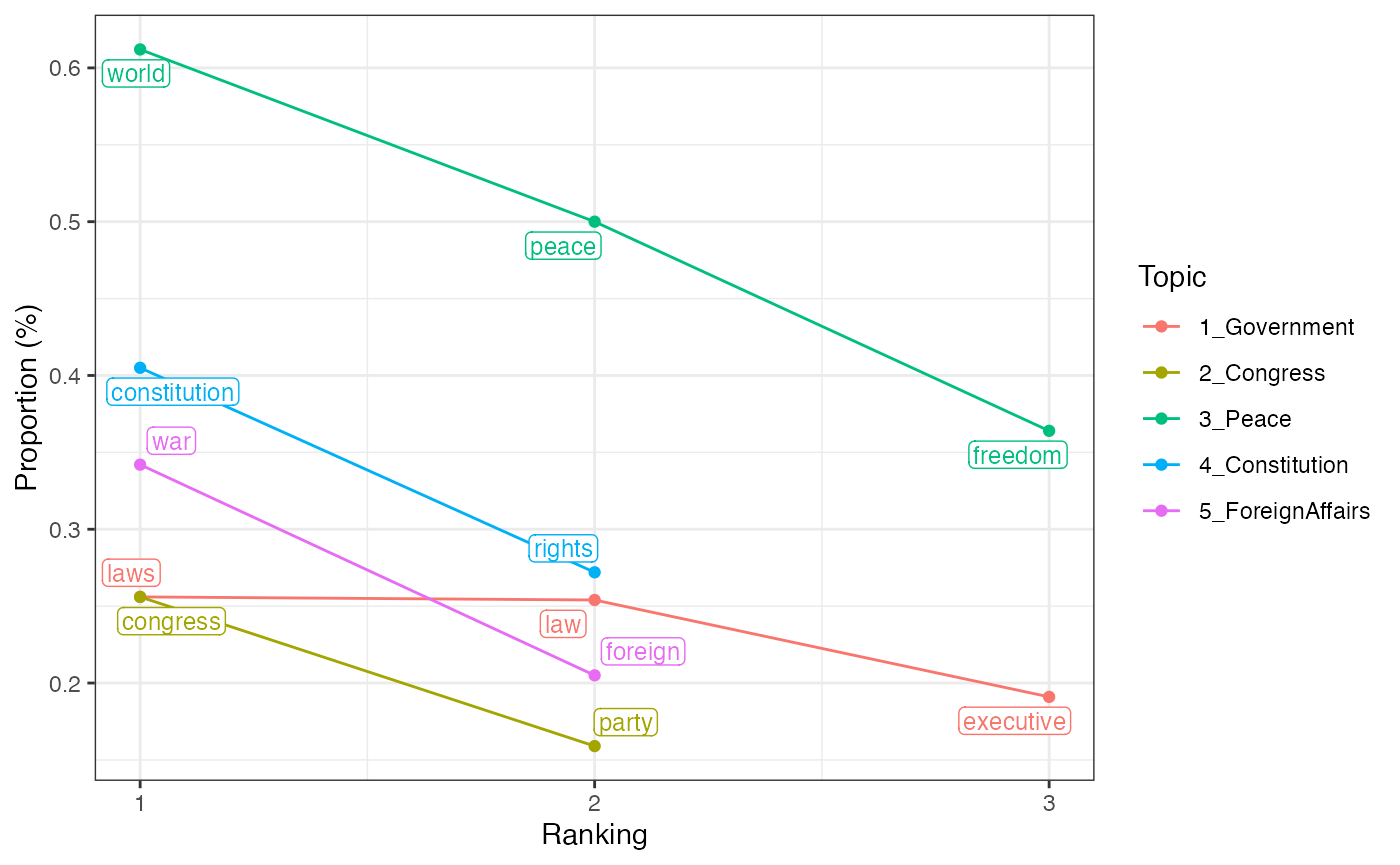 Proportion (%)
0.6
0.5
0.4
0.3
0.2
world
peace
freedom
constitution
war
rights
laws
congress
law
foreign
party
executive
1
2
3
Ranking
Topic
1_Government
2_Congress
3_Peace
4_Constitution
5_ForeignAffairs